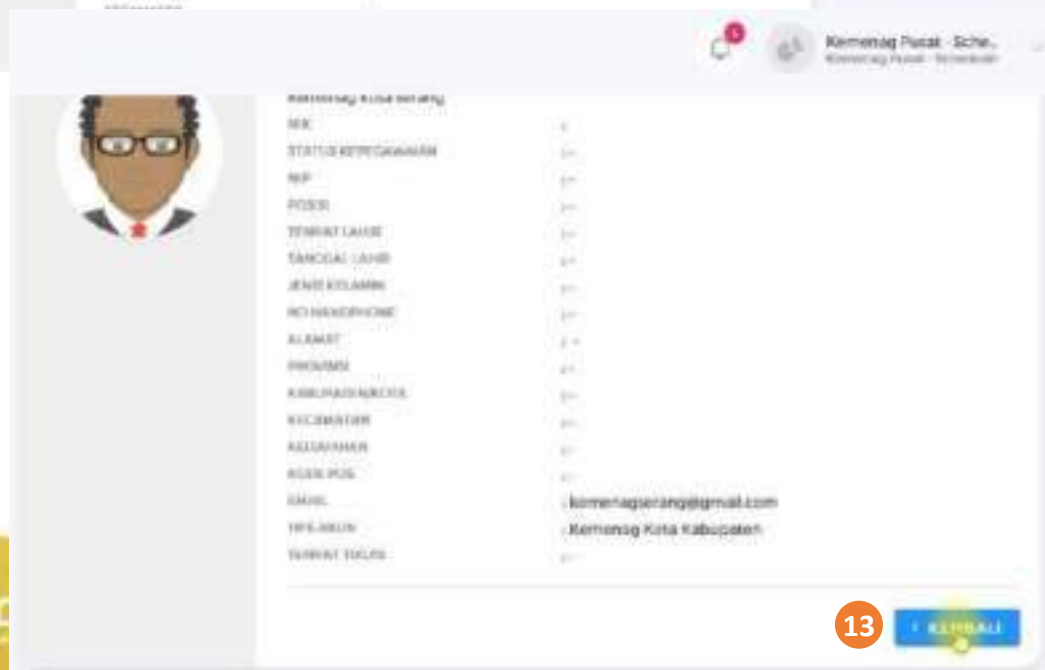 Kemenag Pusat - Sche...
Kemenag Kota Serang
NIK
STATUS KEPEGAWAIAN
NIP
POSISI
TEMPAT LAHIR
TANGGAL LAHIR
JENIS KELAMIN
NO HANDPHONE
ALAMAT
PROVINSI
KABUPATEN/KOTA
KECAMATAN
KELURAHAN
KODE POS
EMAIL : kemenagserang@gmail.com
TIPE AKUN : Kemenag Kota Kabupaten
TEMPAT TUGAS
13 < KEMBALI